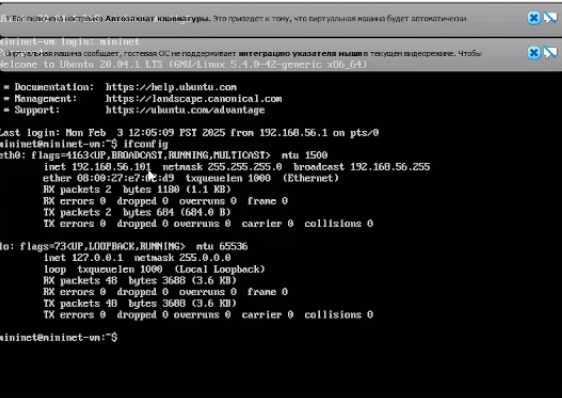 У Вас включена настройка Автозахват клавиатуры. Это приведет к тому, что виртуальная машина будет автоматически
mininet-vm login: mininet
Виртуальная машина сообщает, гостевая ОС не поддерживает интеграцию указателя мыши в текущем видеорежиме. Чтобы
Welcome to Ubuntu 20.04.1 LTS (GNU/Linux 5.4.0-42-generic x86_64)
* Documentation: https://help.ubuntu.com
* Management: https://landscape.canonical.com
* Support: https://ubuntu.com/advantage
Last login: Mon Feb 3 12:05:09 PST 2025 from 192.168.56.1 on pts/0
mininet@mininet-vm:~$ ifconfig
eth0: flags=4163<UP,BROADCAST,RUNNING,MULTICAST> mtu 1500
inet 192.168.56.101 netmask 255.255.255.0 broadcast 192.168.56.255
ether txqueuelen 1000 (Ethernet)
RX packets 2 bytes 1180 (1.1 KB)
RX errors 0 dropped 0 overruns 0 frame 0
TX packets 2 bytes 684 (684.0 B)
TX errors 0 dropped 0 overruns 0 carrier 0 collisions 0
lo: flags=73<UP,LOOPBACK,RUNNING> mtu 65536
inet 127.0.0.1 netmask 255.0.0.0
loop txqueuelen 1000 (Local Loopback)
RX packets 48 bytes 3688 (3.6 KB)
RX errors 0 dropped 0 overruns 0 frame 0
TX packets 48 bytes 3688 (3.6 KB)
TX errors 0 dropped 0 overruns 0 carrier 0 collisions 0
mininet@mininet-vm:~$